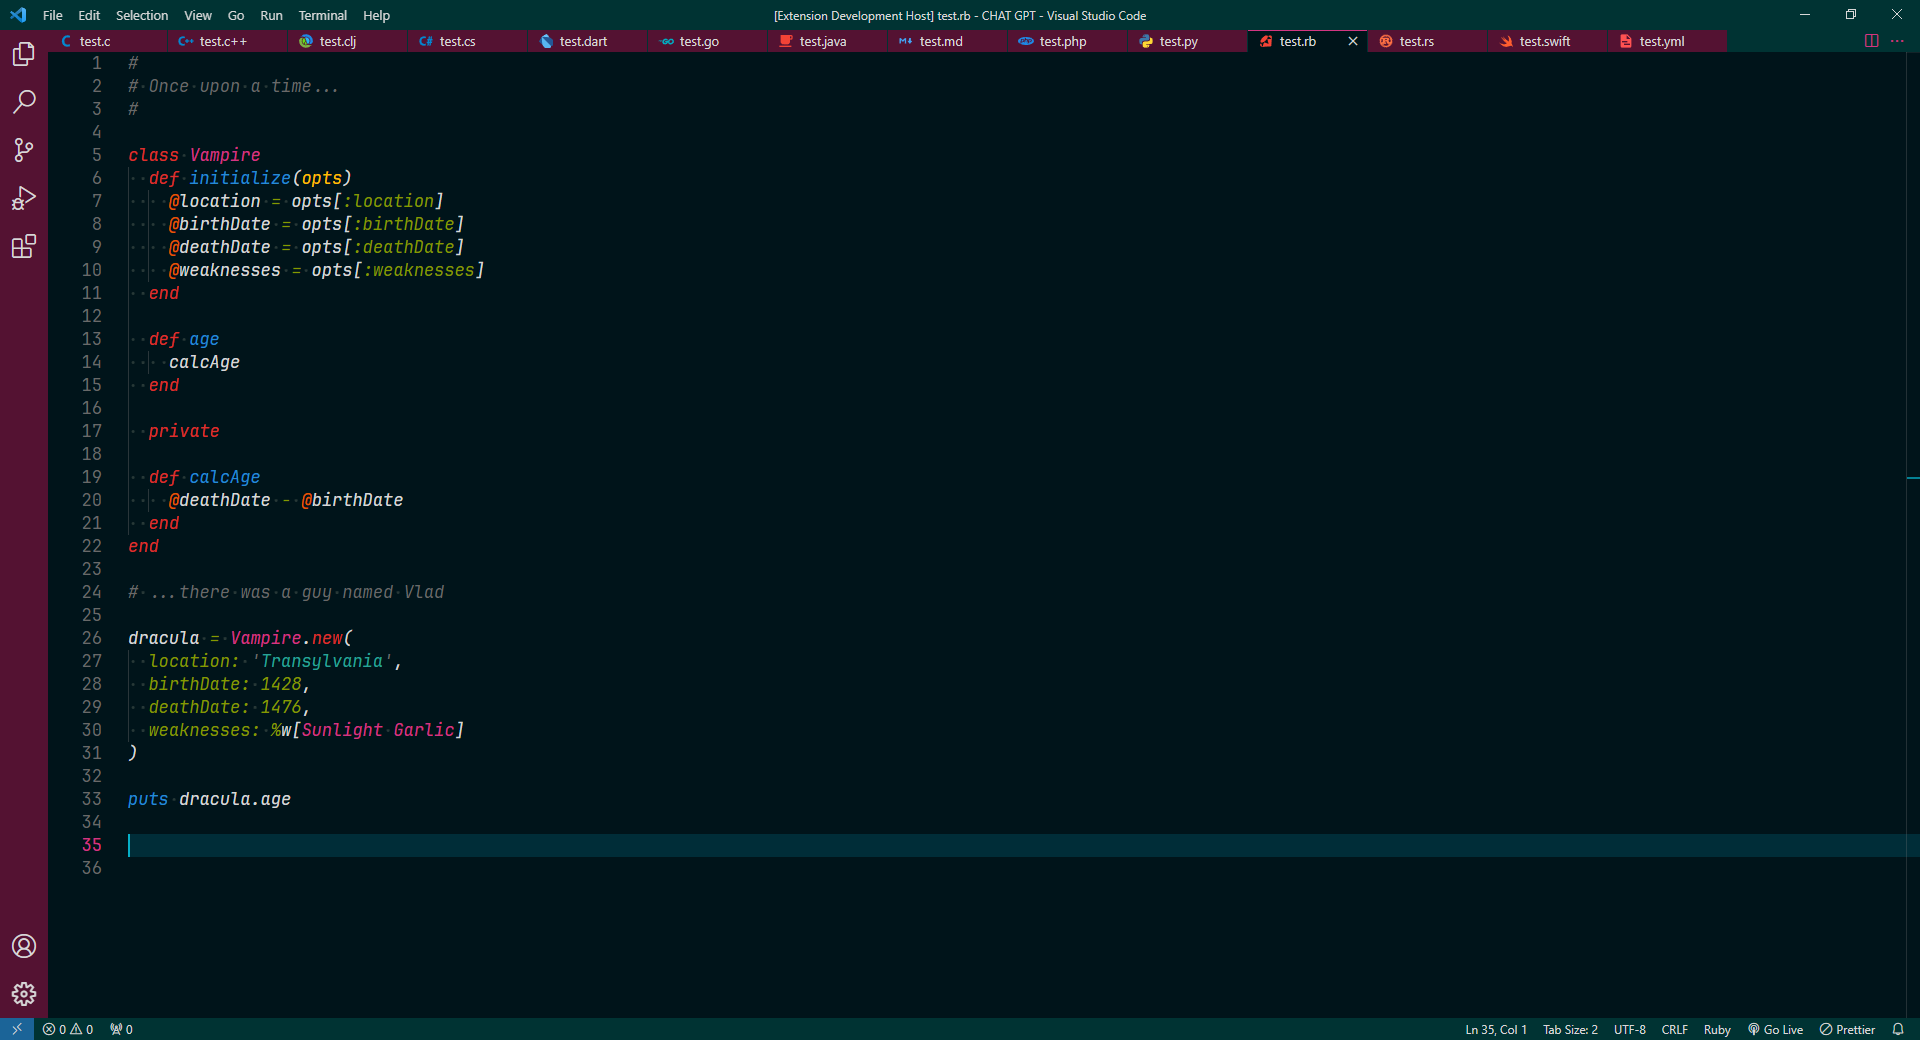 File Edit Selection View Go Run Terminal Help
[Extension Development Host] test.rb - CHAT GPT - Visual Studio Code
test.c test.c++ test.clj test.cs test.dart test.go test.java test.md test.php test.py test.rb test.rs test.swift test.yml
1 #
2 # Once upon a time...
3 #
4
5 class Vampire
6 def initialize(opts)
7 @location = opts[:location]
8 @birthDate = opts[:birthDate]
9 @deathDate = opts[:deathDate]
10 @weaknesses = opts[:weaknesses]
11 end
12
13 def age
14 calcAge
15 end
16
17 private
18
19 def calcAge
20 @deathDate - @birthDate
21 end
22 end
23
24 # ...there was a guy named Vlad
25
26 dracula = Vampire.new(
27 location: 'Transylvania',
28 birthDate: 1428,
29 deathDate: 1476,
30 weaknesses: %w[Sunlight Garlic]
31 )
32
33 puts dracula.age
34
35
36
0 0 0 Ln 35, Col 1 Tab Size: 2 UTF-8 CRLF Ruby Go Live Prettier